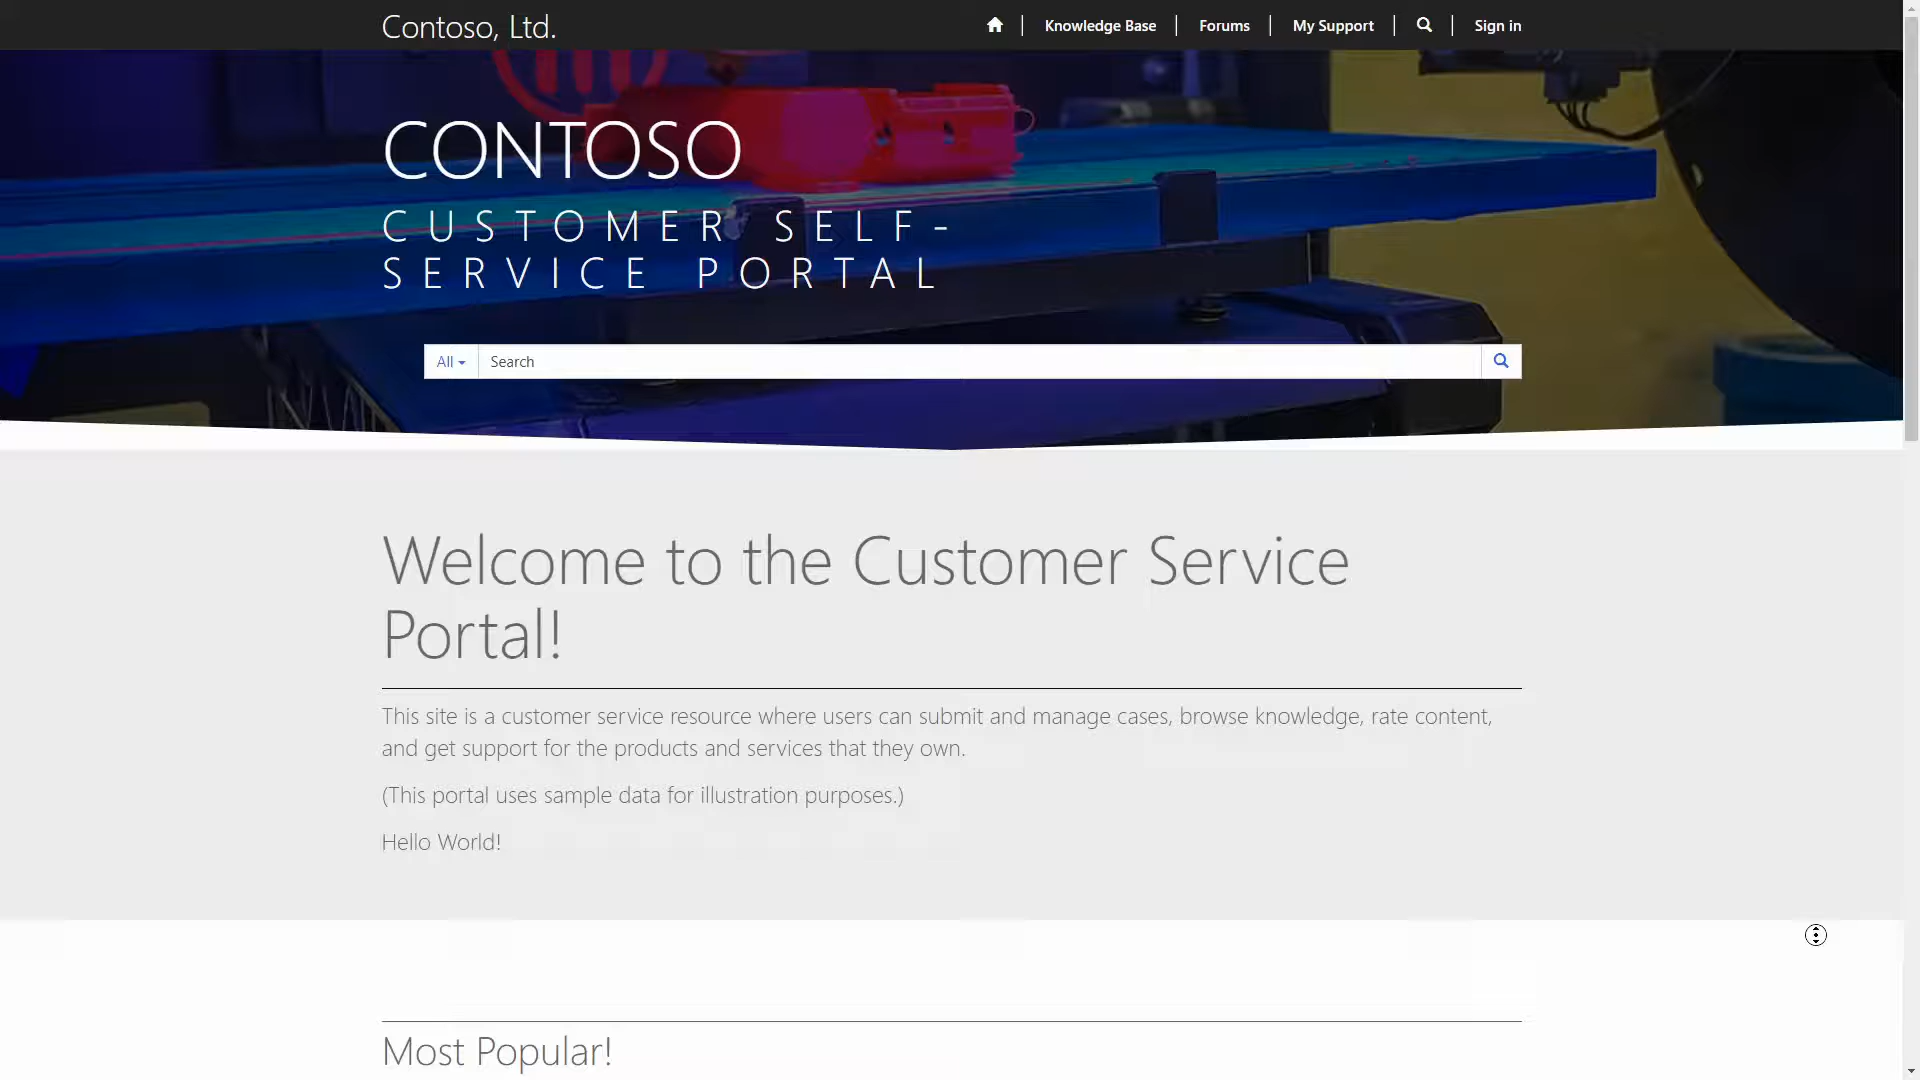 Contoso, Ltd.
Knowledge Base
Forums
My Support
Sign in
CONTOSO
CUSTOMER SELF-
SERVICE PORTAL
All
Search
Welcome to the Customer Service
Portal!
This site is a customer service resource where users can submit and manage cases, browse knowledge, rate content,
and get support for the products and services that they own.
(This portal uses sample data for illustration purposes.)
Hello World!
Most Popular!